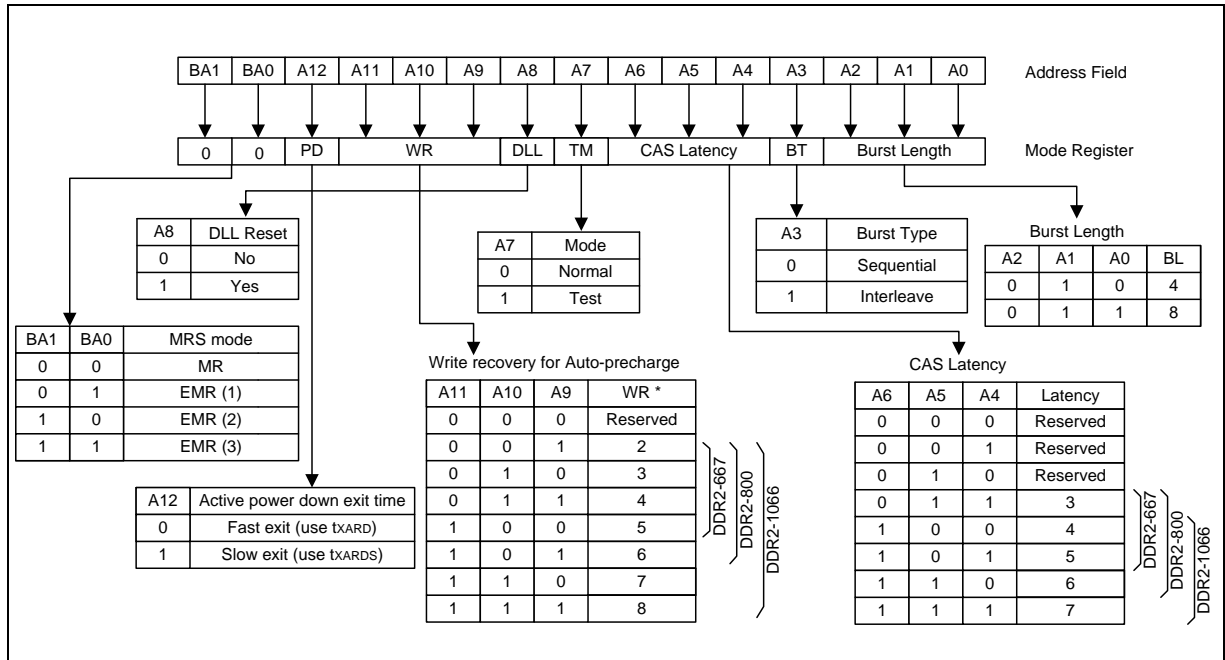 BA1 BA0 A12 A11 A10 A9 A8 A7 A6 A5 A4 A3 A2 A1 A0 Address Field
0 0 PD WR DLL TM CAS Latency BT Burst Length Mode Register
A8 DLL Reset
0 No
1 Yes
A7 Mode
0 Normal
1 Test
A3 Burst Type
0 Sequential
1 Interleave
Burst Length
A2 A1 A0 BL
0 1 0 4
0 1 1 8
BA1 BA0 MRS mode
0 0 MR
0 1 EMR (1)
1 0 EMR (2)
1 1 EMR (3)
A12 Active power down exit time
0 Fast exit (use tXARD)
1 Slow exit (use tXARDS)
Write recovery for Auto-precharge
A11 A10 A9 WR *
0 0 0 Reserved
0 0 1 2
0 1 0 3
0 1 1 4
1 0 0 5
1 0 1 6
1 1 0 7
1 1 1 8
DDR2-667
DDR2-800
DDR2-1066
CAS Latency
A6 A5 A4 Latency
0 0 0 Reserved
0 0 1 Reserved
0 1 0 Reserved
0 1 1 3
1 0 0 4
1 0 1 5
1 1 0 6
1 1 1 7
DDR2-667
DDR2-800
DDR2-1066